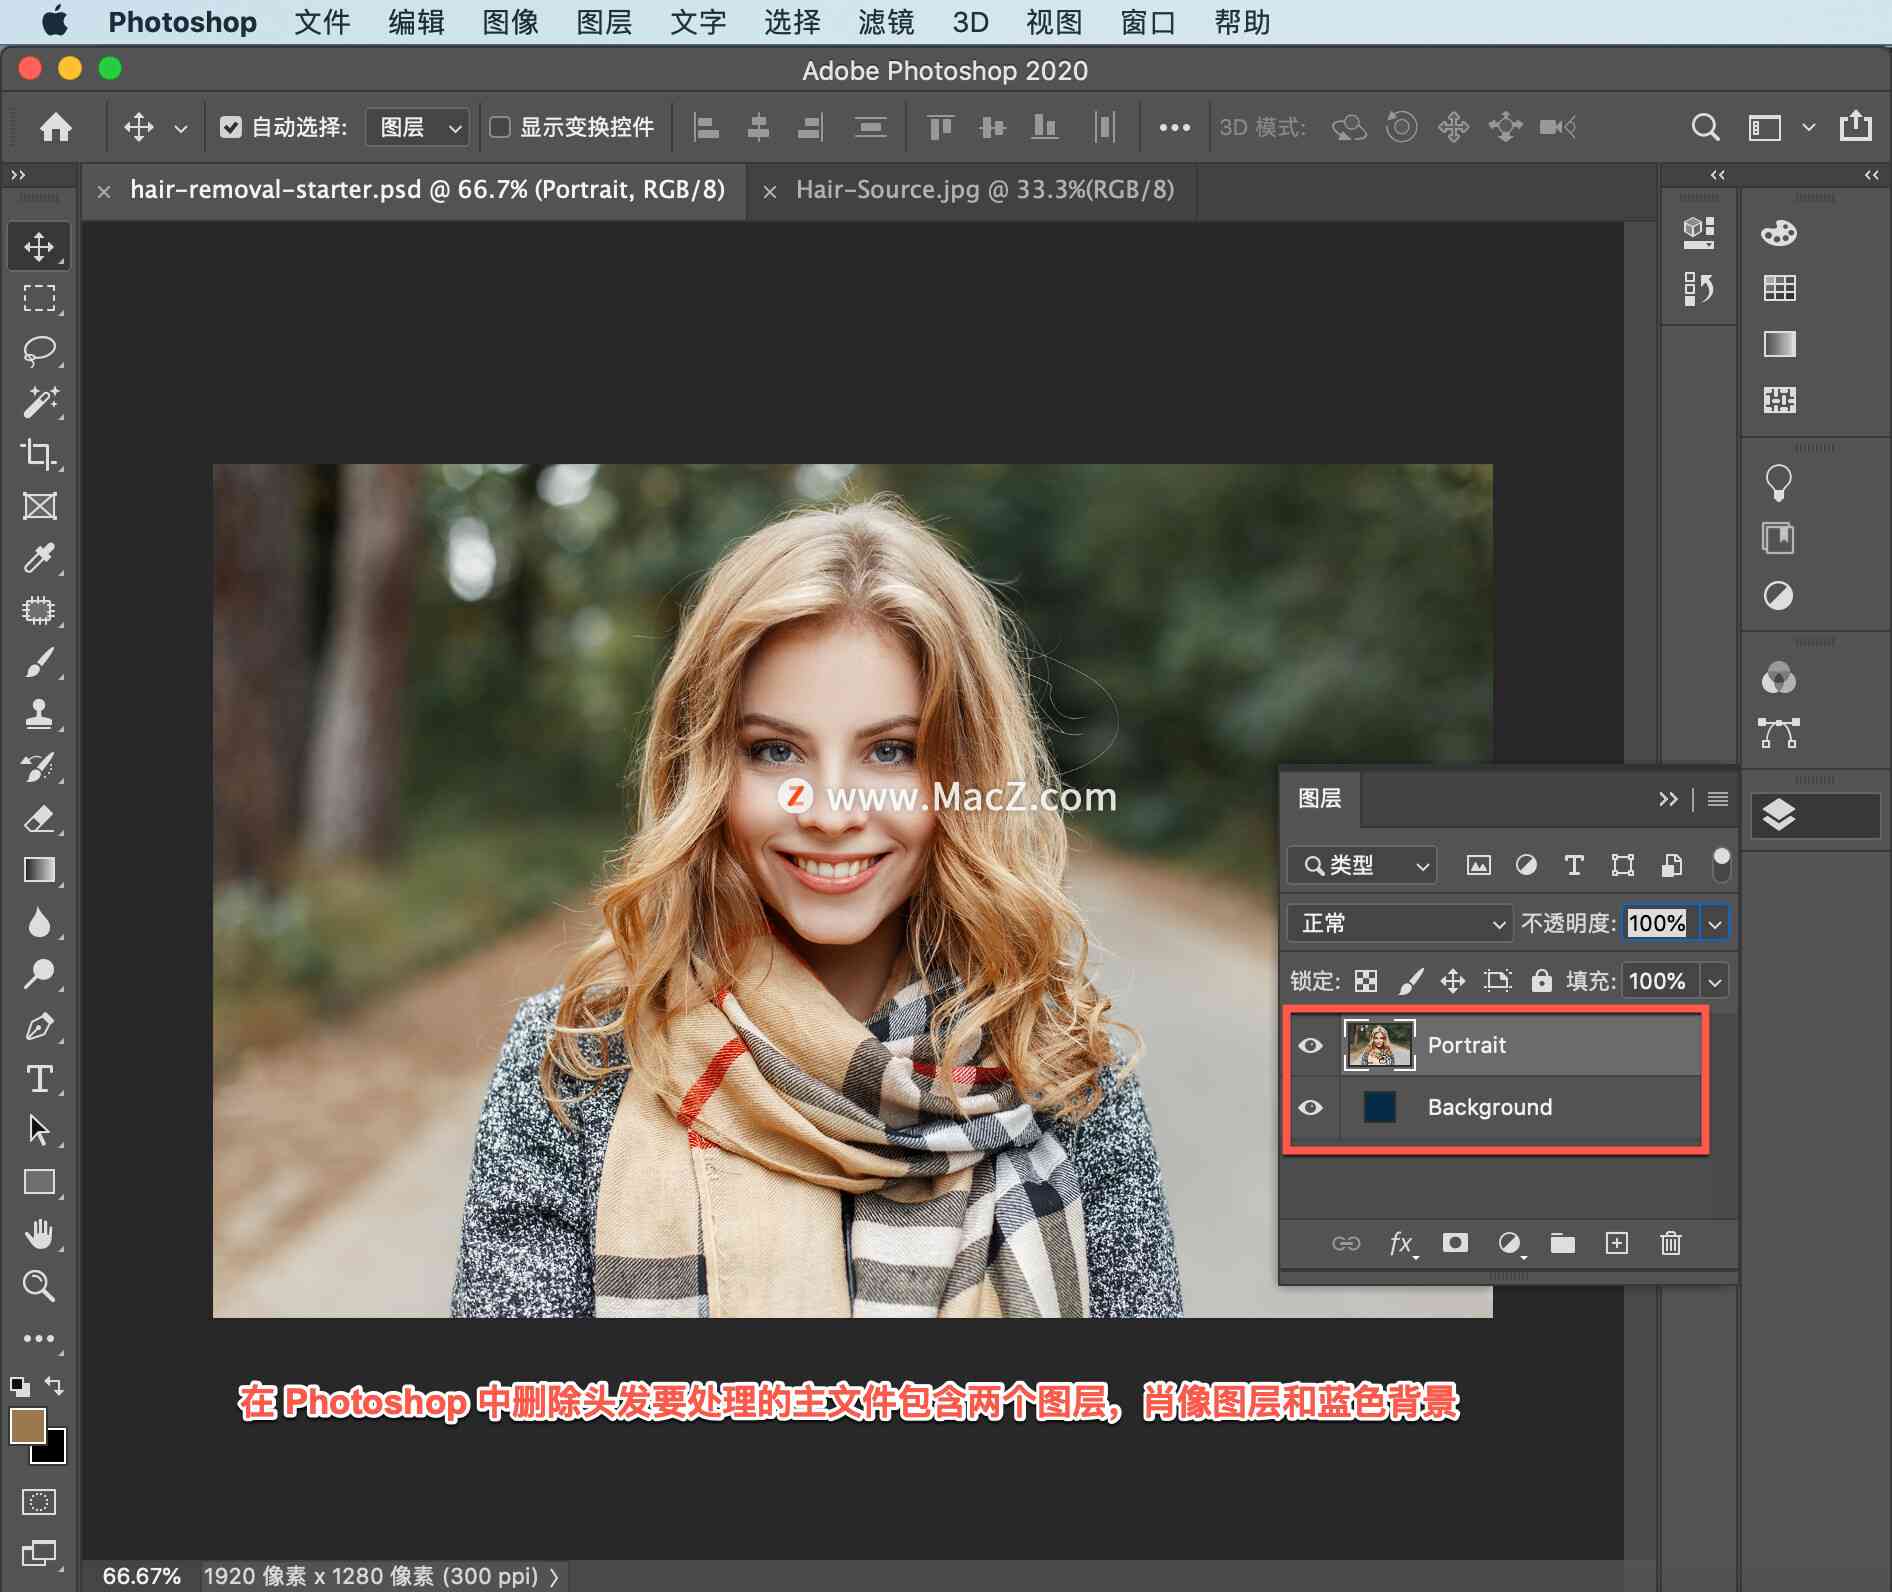 Photoshop 文件 编辑 图像 图层 文字 选择 滤镜 3D 视图 窗口 帮助
Adobe Photoshop 2020
自动选择: 图层 显示变换控件 3D 模式:
hair-removal-starter.psd @ 66.7% (Portrait, RGB/8) Hair-Source.jpg @ 33.3%(RGB/8)
Z www.MacZ.com
图层
类型
正常 不透明度: 100%
锁定: 填充: 100%
Portrait
Background
fx
在 Photoshop 中删除头发要处理的主文件包含两个图层，肖像图层和蓝色背景
66.67% 1920 像素 x 1280 像素 (300 ppi)